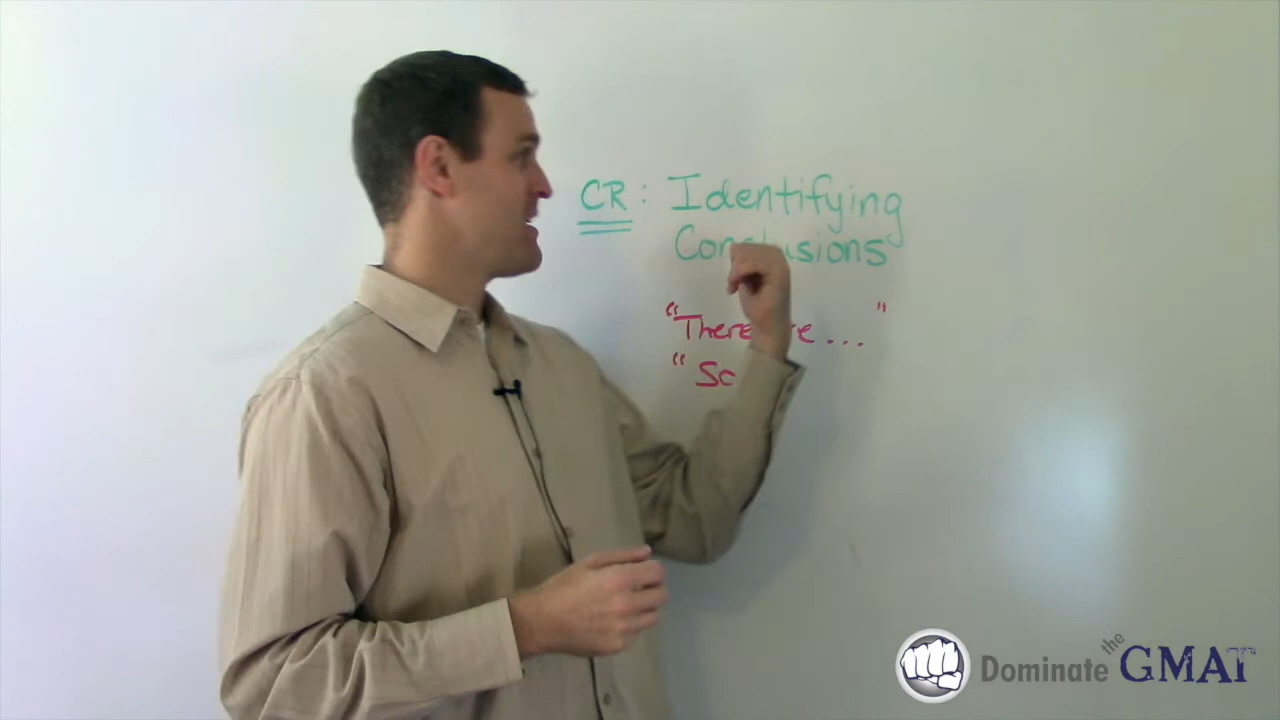 CR: Identifying
Conclusions
"Therefore ..."
"So
Dominate the GMAT